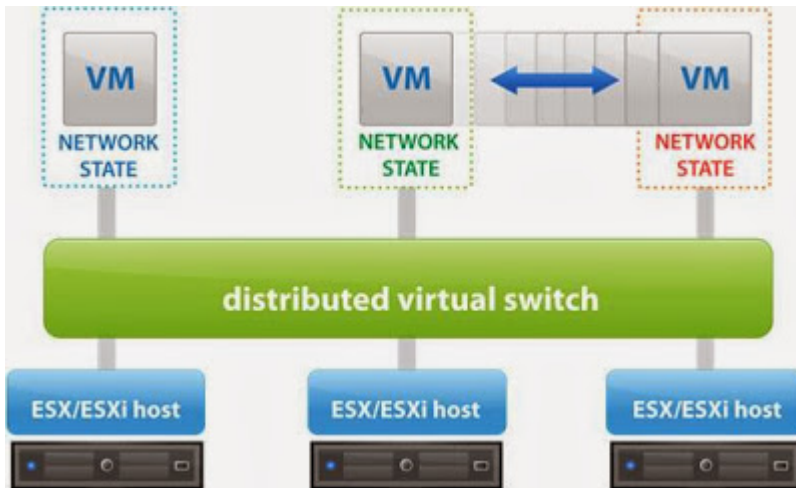 VM
NETWORK
STATE
VM
NETWORK
STATE
VM
NETWORK
STATE
distributed virtual switch
ESX/ESXi host
ESX/ESXi host
ESX/ESXi host